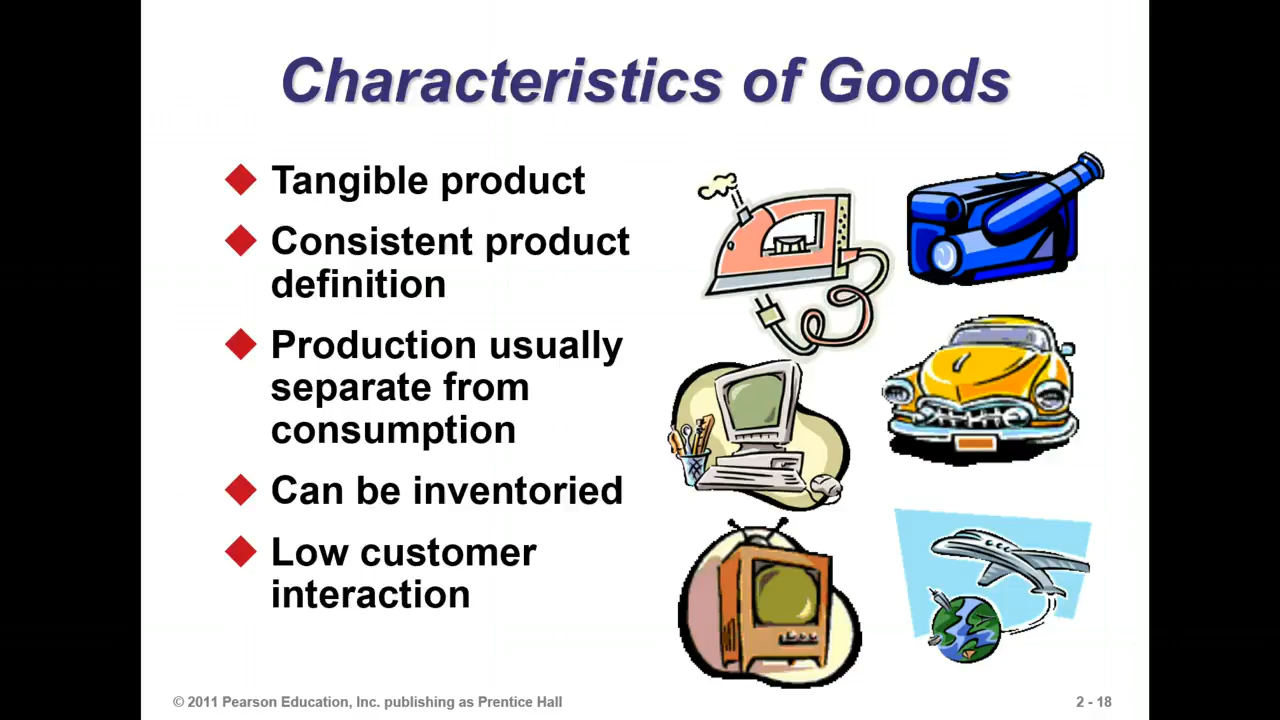 Characteristics of Goods
Tangible product
Consistent product
definition
Production usually
separate from
consumption
Can be inventoried
Low customer
interaction
© 2011 Pearson Education, Inc. publishing as Prentice Hall
2 - 18